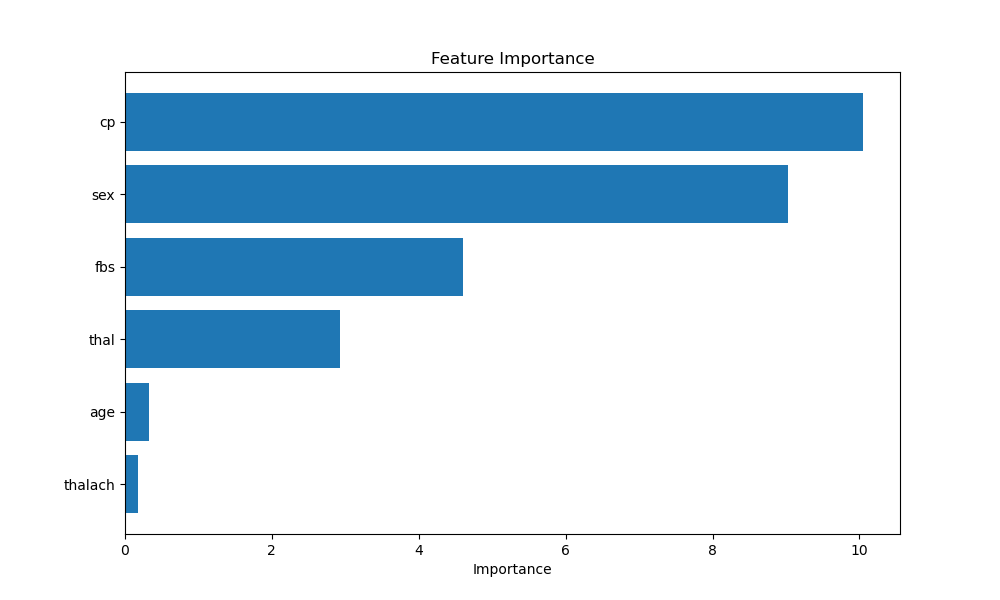 Feature Importance
cp
sex
fbs
thal
age
thalach
0 2 4 6 8 10
Importance